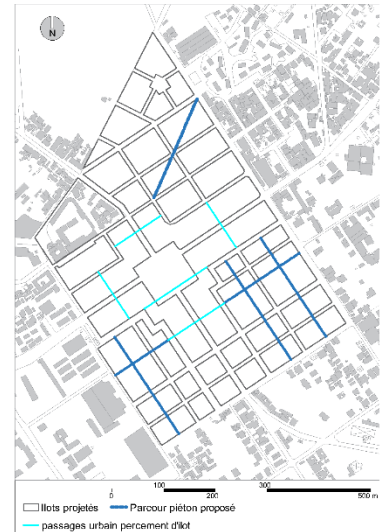 N
Ilots projetés
Parcour piéton proposé
passages urbain percement d'ilot
0 100 200 300 500 m